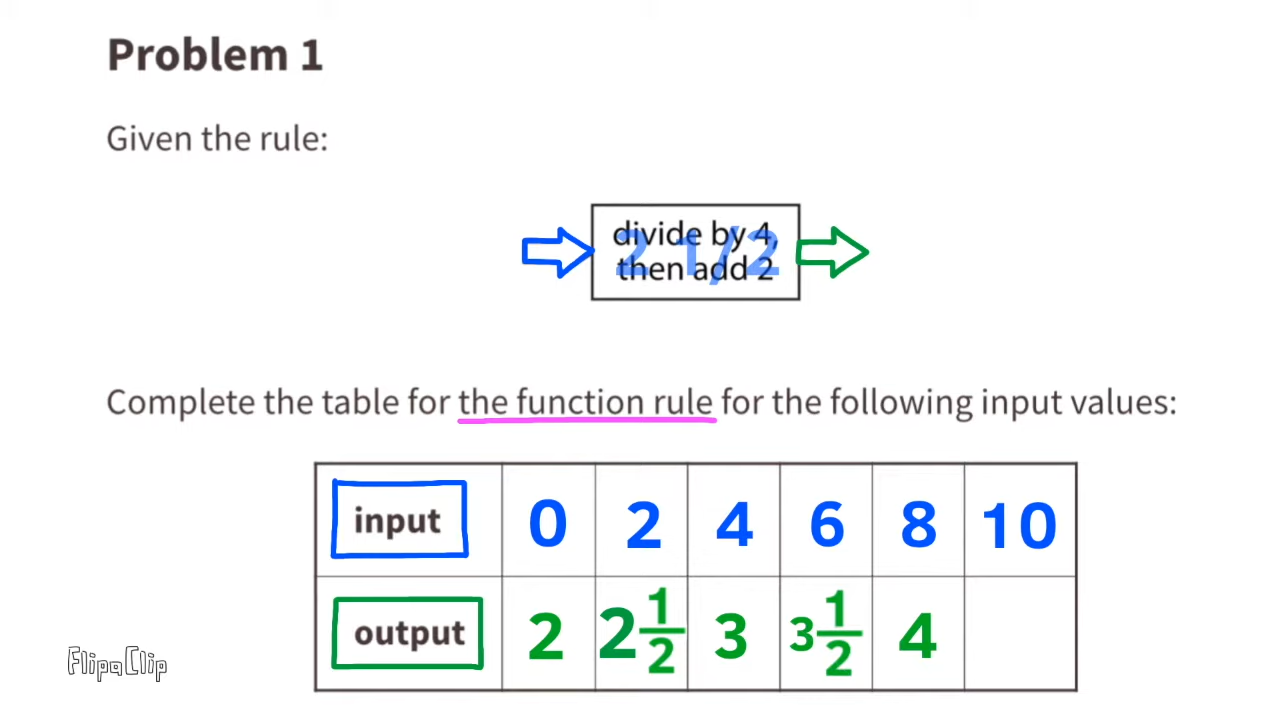 Problem 1
Given the rule:
divide by 4,
then add 2
2 1/2
Complete the table for the function rule for the following input values:
input 0 2 4 6 8 10
output 2 2 1/2 3 3 1/2 4
FlipaClip